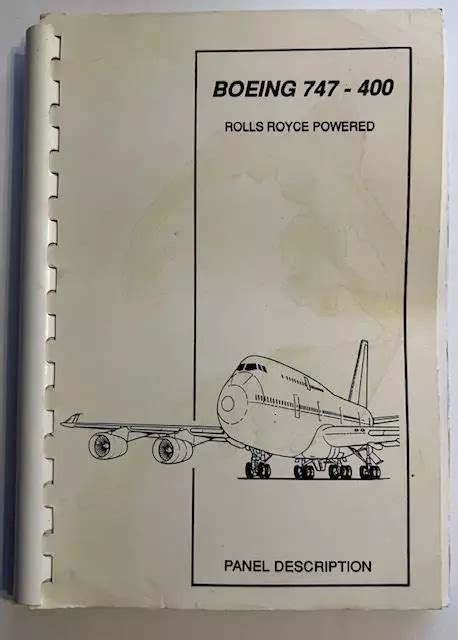 BOEING 747 - 400
ROLLS ROYCE POWERED
PANEL DESCRIPTION